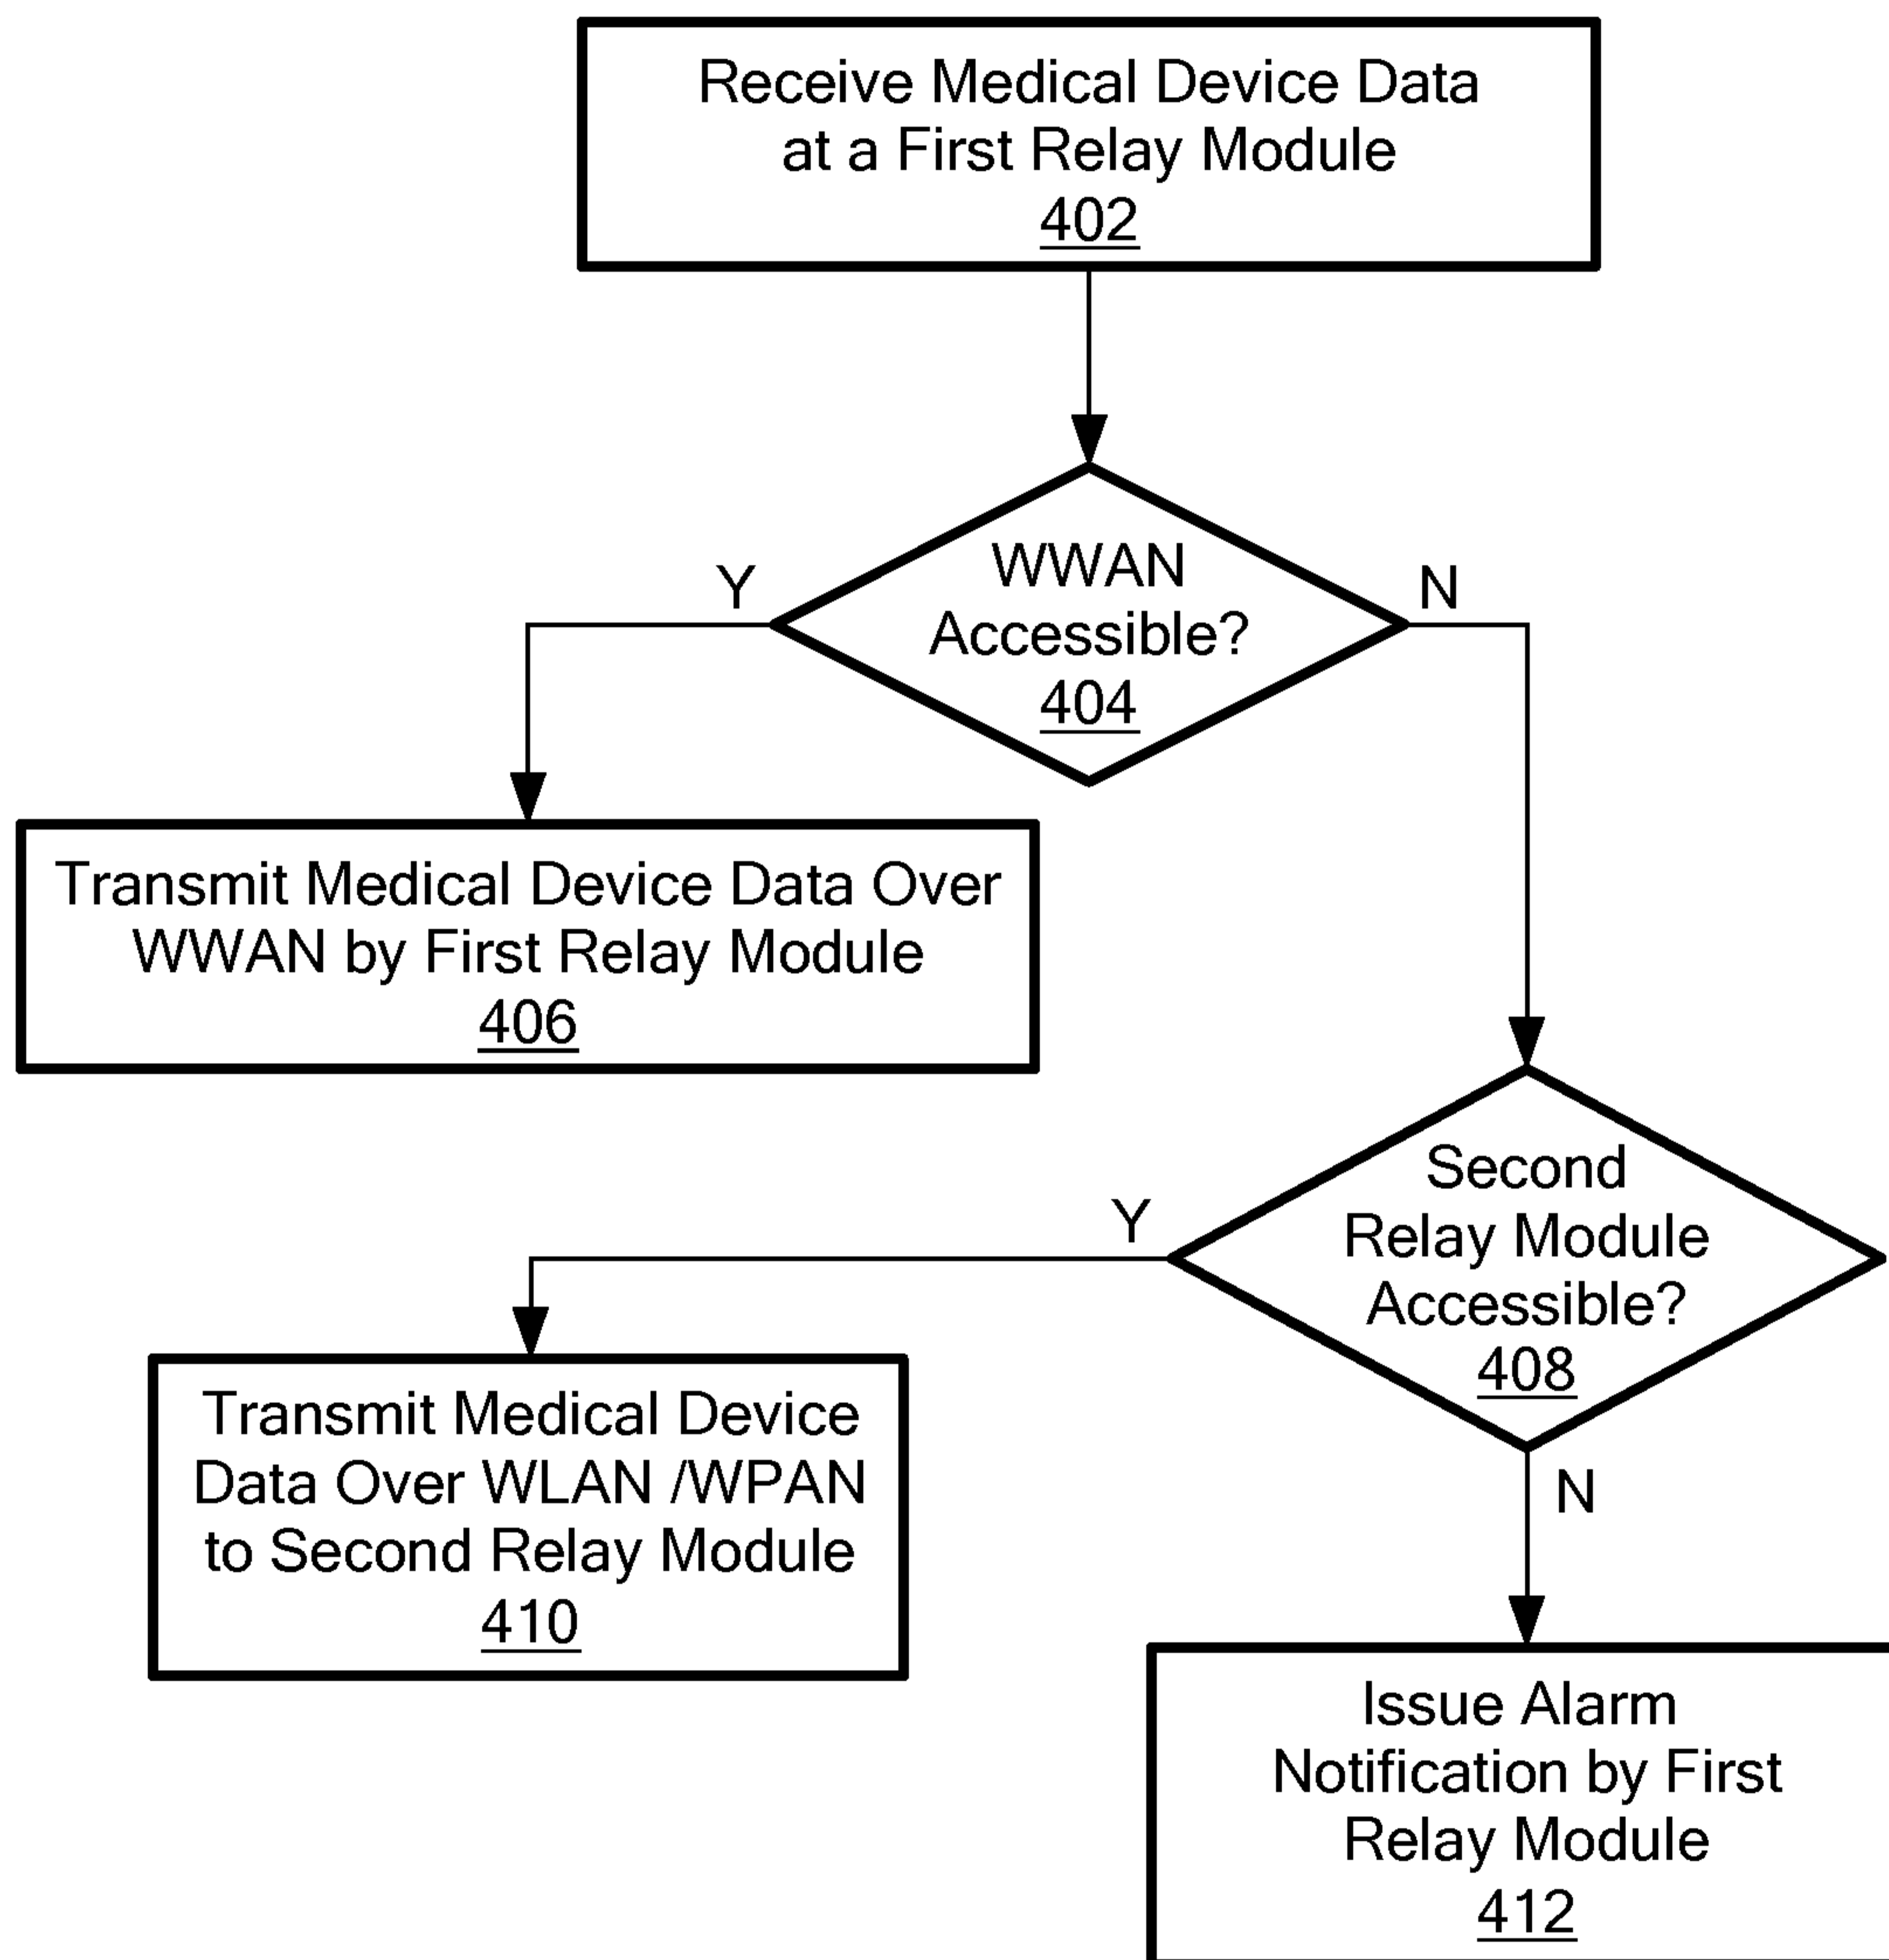 Receive Medical Device Data
at a First Relay Module
402
WWAN
Accessible?
404
Y
N
Transmit Medical Device Data Over
WWAN by First Relay Module
406
Second
Relay Module
Accessible?
408
Y
N
Transmit Medical Device
Data Over WLAN /WPAN
to Second Relay Module
410
Issue Alarm
Notification by First
Relay Module
412